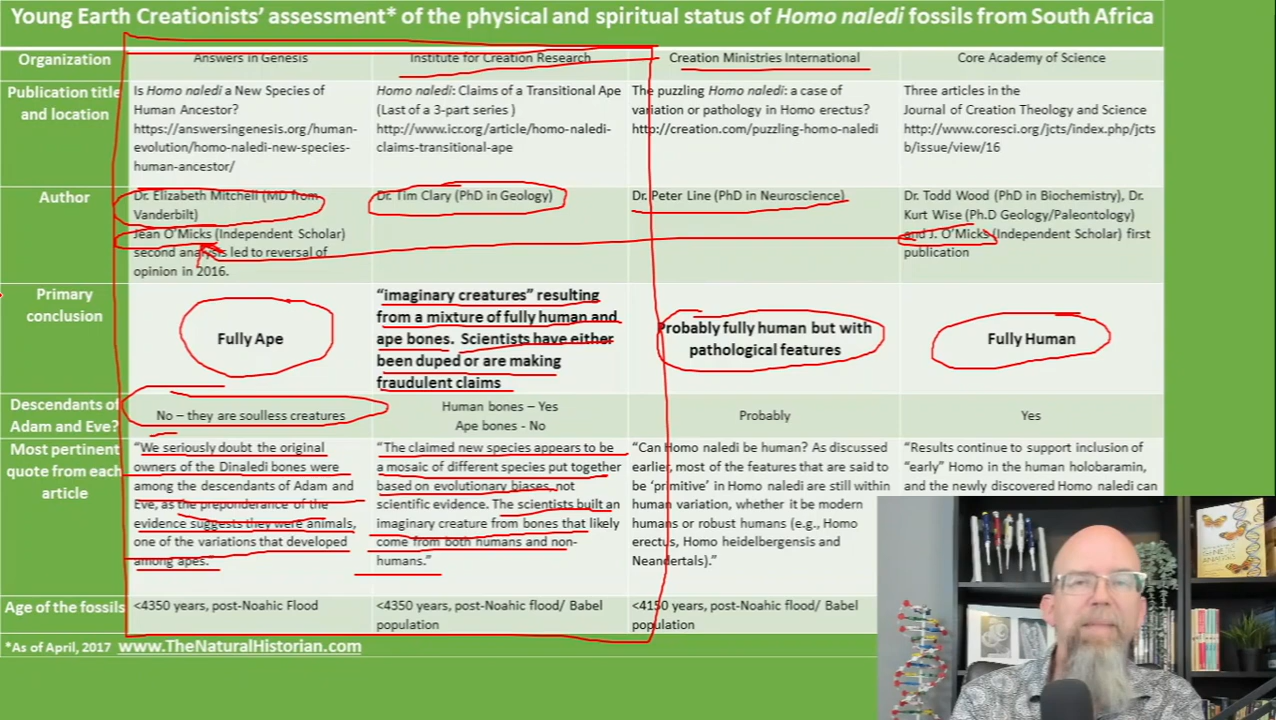 Young Earth Creationists' assessment* of the physical and spiritual status of Homo naledi fossils from South Africa
Organization
Answers in Genesis
Institute for Creation Research
Creation Ministries International
Core Academy of Science
Publication title
and location
Is Homo naledi a New Species of
Human Ancestor?
https://answersingenesis.org/human-
evolution/homo-naledi-new-species-
human-ancestor/
Homo naledi: Claims of a Transitional Ape
(Last of a 3-part series )
http://www.icr.org/article/homo-naledi-
claims-transitional-ape
The puzzling Homo naledi: a case of
variation or pathology in Homo erectus?
http://creation.com/puzzling-homo-naledi
Three articles in the
Journal of Creation Theology and Science
http://www.coresci.org/jcts/index.php/jcts
b/issue/view/16
Author
Dr. Elizabeth Mitchell (MD from
Vanderbilt)
Jean O'Micks (Independent Scholar)
second analysis led to reversal of
opinion in 2016.
Dr. Tim Clary (PhD in Geology)
Dr. Peter Line (PhD in Neuroscience)
Dr. Todd Wood (PhD in Biochemistry), Dr.
Kurt Wise (Ph.D Geology/Paleontology)
and J. O'Micks (Independent Scholar) first
publication
Primary
conclusion
Fully Ape
"imaginary creatures" resulting
from a mixture of fully human and
ape bones. Scientists have either
been duped or are making
fraudulent claims
Probably fully human but with
pathological features
Fully Human
Descendants of
Adam and Eve?
No – they are soulless creatures
Human bones – Yes
Ape bones - No
Probably
Yes
Most pertinent
quote from each
article
"We seriously doubt the original
owners of the Dinaledi bones were
among the descendants of Adam and
Eve, as the preponderance of the
evidence suggests they were animals,
one of the variations that developed
among apes."
"The claimed new species appears to be
a mosaic of different species put together
based on evolutionary biases, not
scientific evidence. The scientists built an
imaginary creature from bones that likely
come from both humans and non-
humans."
"Can Homo naledi be human? As discussed
earlier, most of the features that are said to
be 'primitive' in Homo naledi are still within
human variation, whether it be modern
humans or robust humans (e.g., Homo
erectus, Homo heidelbergensis and
Neandertals)."
"Results continue to support inclusion of
"early" Homo in the human holobaramin,
and the newly discovered Homo naledi can
Age of the fossils
<4350 years, post-Noahic Flood
<4350 years, post-Noahic flood/ Babel
population
<4150 years, post-Noahic flood/ Babel
population
*As of April, 2017 www.TheNaturalHistorian.com